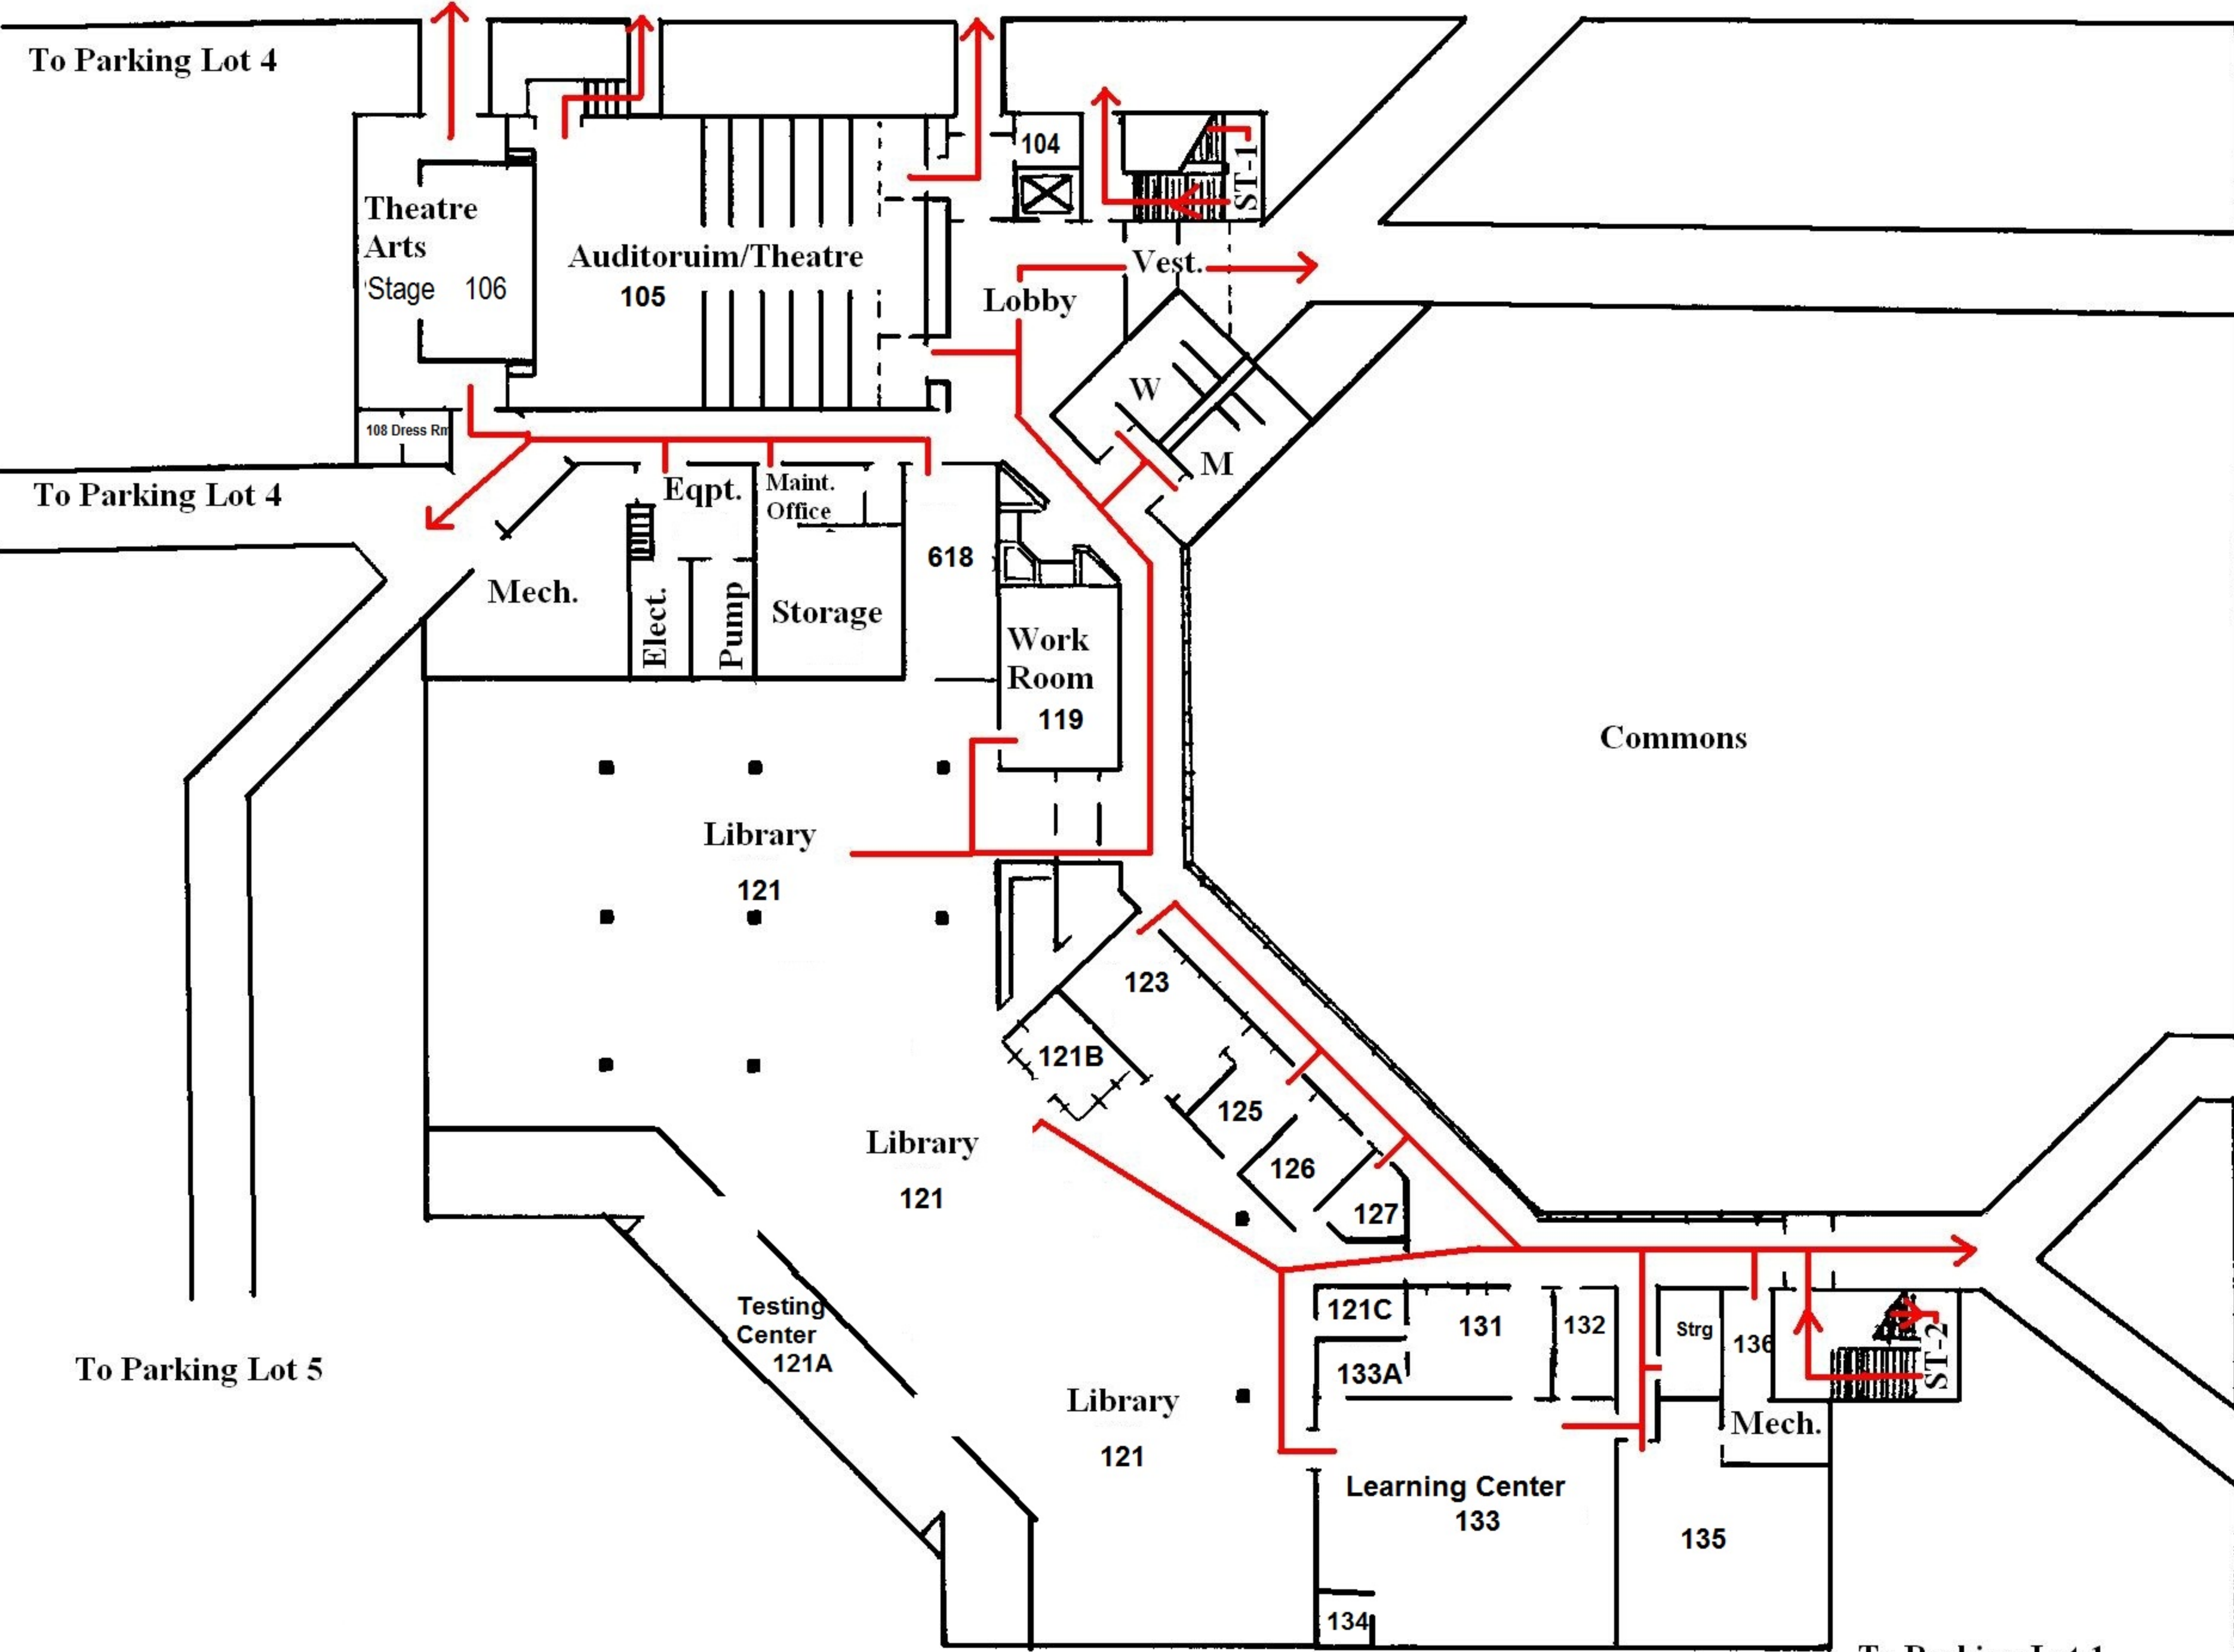 To Parking Lot 4
104
ST-1
Theatre
Arts
Stage 106
Auditoruim/Theatre
105
Vest.
Lobby
W
M
108 Dress Rm
To Parking Lot 4
Eqpt.
Maint.
Office
618
Mech.
Elect.
Pump
Storage
Work
Room
119
Commons
Library
121
123
121B
125
126
127
Library
121
Testing
Center
121A
121C
131
132
Strg
136
ST-2
133A
To Parking Lot 5
Library
121
Mech.
Learning Center
133
135
134